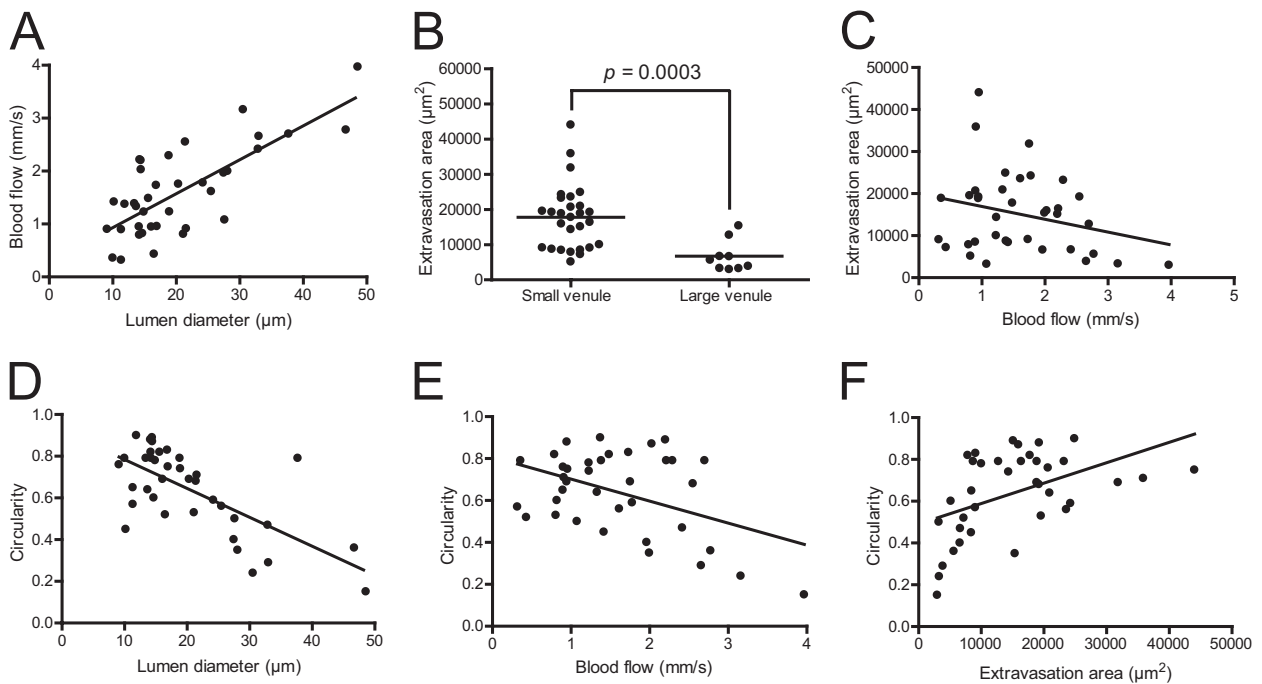 A
Blood flow (mm/s)
4
3
2
1
0
0 10 20 30 40 50
Lumen diameter (µm)
B
Extravasation area (µm²)
60000
50000
40000
30000
20000
10000
0
p = 0.0003
Small venule Large venule
C
Extravasation area (µm²)
50000
40000
30000
20000
10000
0
0 1 2 3 4 5
Blood flow (mm/s)
D
Circularity
1.0
0.8
0.6
0.4
0.2
0.0
0 10 20 30 40 50
Lumen diameter (µm)
E
Circularity
1.0
0.8
0.6
0.4
0.2
0.0
0 1 2 3 4
Blood flow (mm/s)
F
Circularity
1.0
0.8
0.6
0.4
0.2
0.0
0 10000 20000 30000 40000 50000
Extravasation area (µm²)